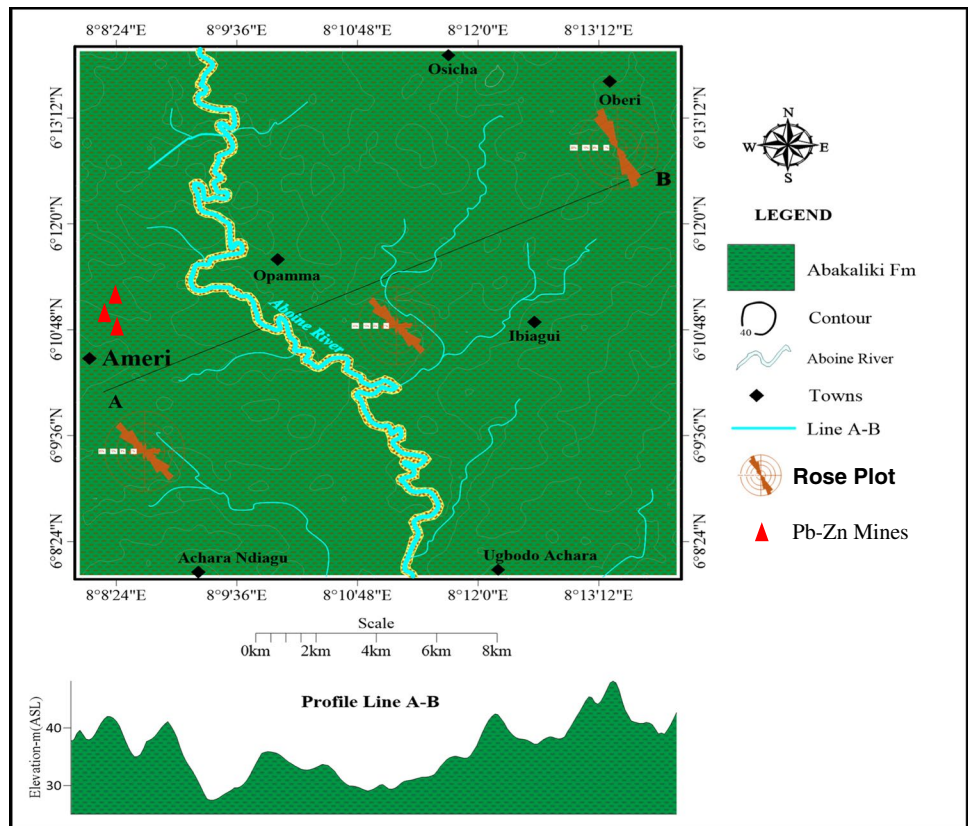 8°8'24"E 8°9'36"E 8°10'48"E 8°12'0"E 8°13'12"E
Osicha
Oberi
6°13'12"N
6°13'12"N
B
6°12'0"N
6°12'0"N
Opamma
Aboine River
Ibiagui
6°10'48"N
6°10'48"N
Ameri
A
6°9'36"N
6°9'36"N
6°8'24"N
6°8'24"N
Achara Ndiagu
Ugbodo Achara
8°8'24"E 8°9'36"E 8°10'48"E 8°12'0"E 8°13'12"E
N
W E
S
LEGEND
Abakaliki Fm
40
Contour
Aboine River
Towns
Line A-B
Rose Plot
Pb-Zn Mines
Scale
0km 2km 4km 6km 8km
Profile Line A-B
Elevation-m(ASL)
40
30